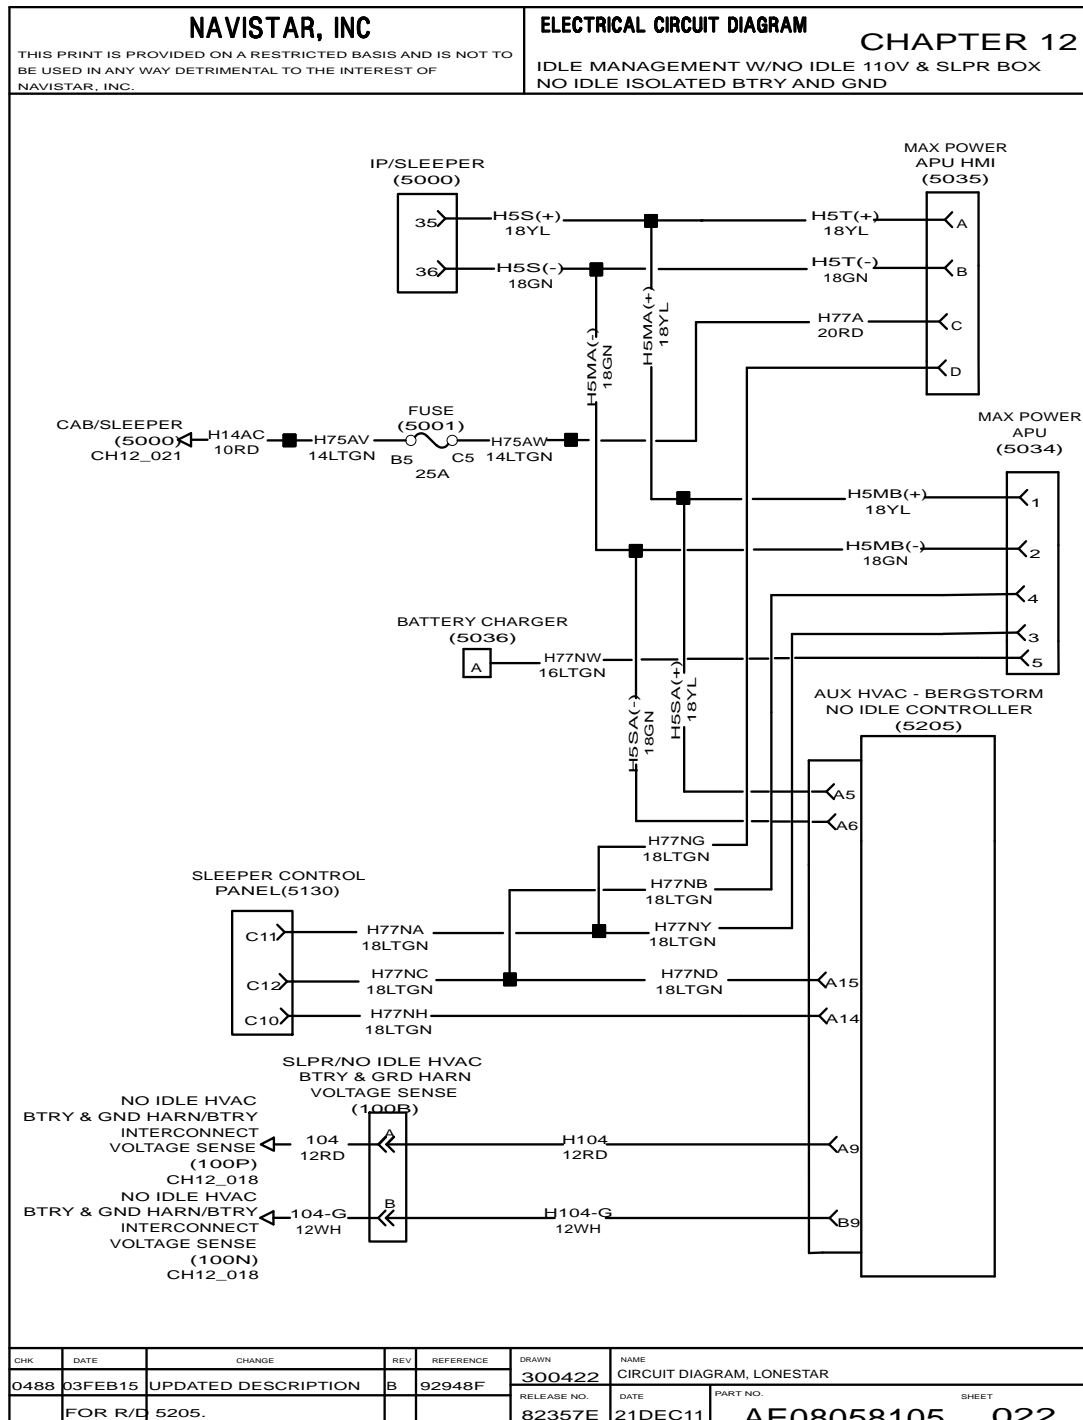 NAVISTAR, INC
THIS PRINT IS PROVIDED ON A RESTRICTED BASIS AND IS NOT TO
BE USED IN ANY WAY DETRIMENTAL TO THE INTEREST OF
NAVISTAR, INC.
ELECTRICAL CIRCUIT DIAGRAM
CHAPTER 12
IDLE MANAGEMENT W/NO IDLE 110V & SLPR BOX
NO IDLE ISOLATED BTRY AND GND
IP/SLEEPER
(5000)
35
36
H5S(+)
18YL
H5S(-)
18GN
MAX POWER
APU HMI
(5035)
H5T(+)
18YL
A
H5T(-)
18GN
B
H77A
20RD
C
D
H5MA(-)
18GN
H5MA(+)
18YL
CAB/SLEEPER
(5000)
CH12_021
H14AC
10RD
H75AV
14LTGN
FUSE
(5001)
B5
C5
25A
H75AW
14LTGN
MAX POWER
APU
(5034)
H5MB(+)
18YL
1
H5MB(-)
18GN
2
4
3
5
BATTERY CHARGER
(5036)
A
H77NW
16LTGN
H5SA(-)
18GN
H5SA(+)
18YL
AUX HVAC - BERGSTORM
NO IDLE CONTROLLER
(5205)
A5
A6
H77NG
18LTGN
H77NB
18LTGN
H77NY
18LTGN
SLEEPER CONTROL
PANEL(5130)
C11
H77NA
18LTGN
C12
H77NC
18LTGN
H77ND
18LTGN
A15
C10
H77NH
18LTGN
A14
SLPR/NO IDLE HVAC
BTRY & GRD HARN
VOLTAGE SENSE
(100B)
NO IDLE HVAC
BTRY & GND HARN/BTRY
INTERCONNECT
VOLTAGE SENSE
(100P)
CH12_018
104
12RD
A
H104
12RD
A9
NO IDLE HVAC
BTRY & GND HARN/BTRY
INTERCONNECT
VOLTAGE SENSE
(100N)
CH12_018
104-G
12WH
B
H104-G
12WH
B9
CHK DATE CHANGE REV REFERENCE
0488 03FEB15 UPDATED DESCRIPTION B 92948F
FOR R/D 5205.
DRAWN
300422
NAME
CIRCUIT DIAGRAM, LONESTAR
RELEASE NO.
82357E
DATE
21DEC11
PART NO.
AE08058105
SHEET
022